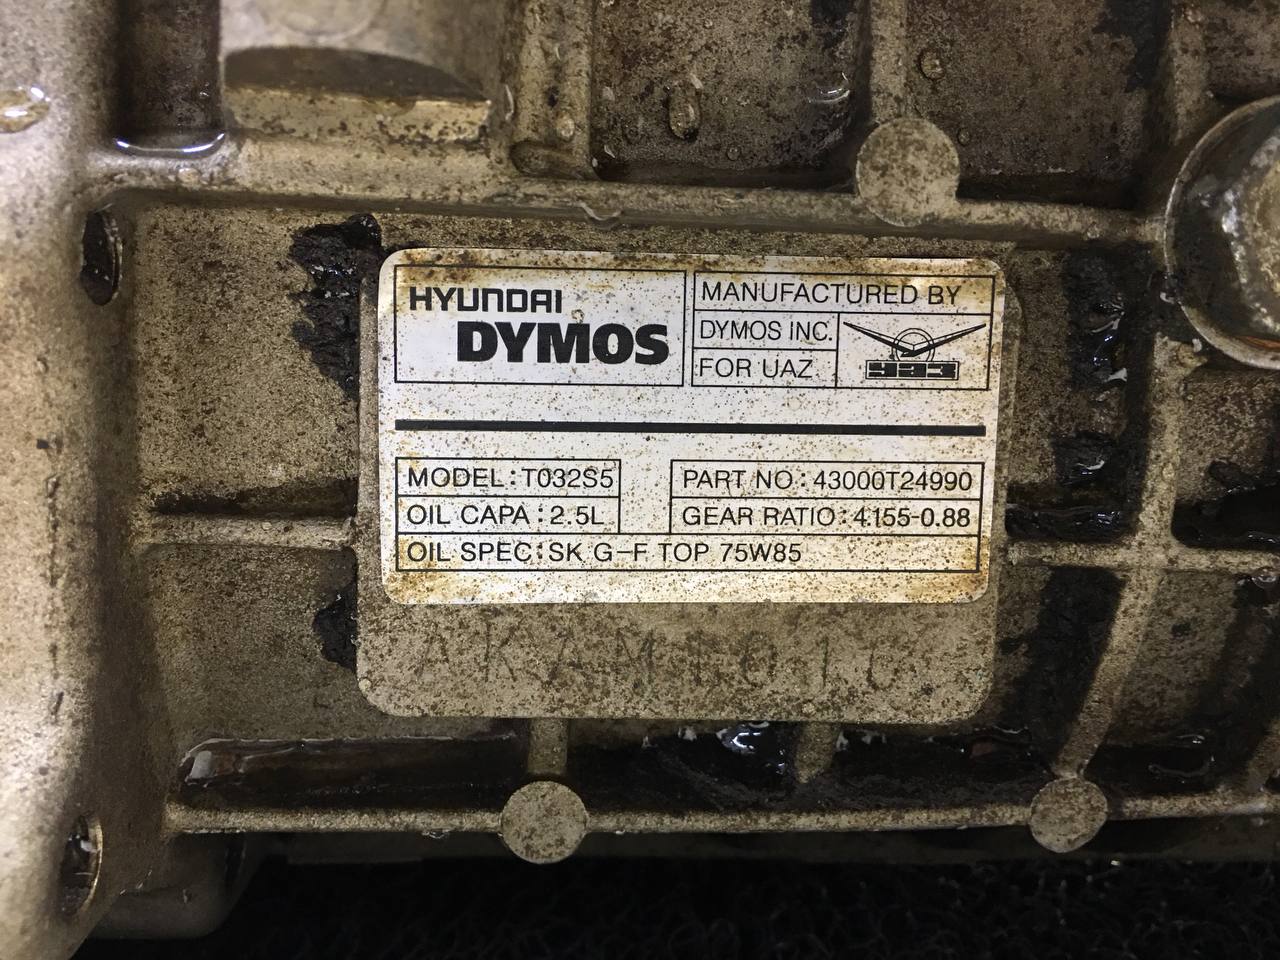 HYUNDAI
DYMOS
MANUFACTURED BY
DYMOS INC.
FOR UAZ
УАЗ
MODEL : T032S5
PART NO : 43000T24990
OIL CAPA : 2.5L
GEAR RATIO : 4.155-0.88
OIL SPEC : SK G-F TOP 75W85